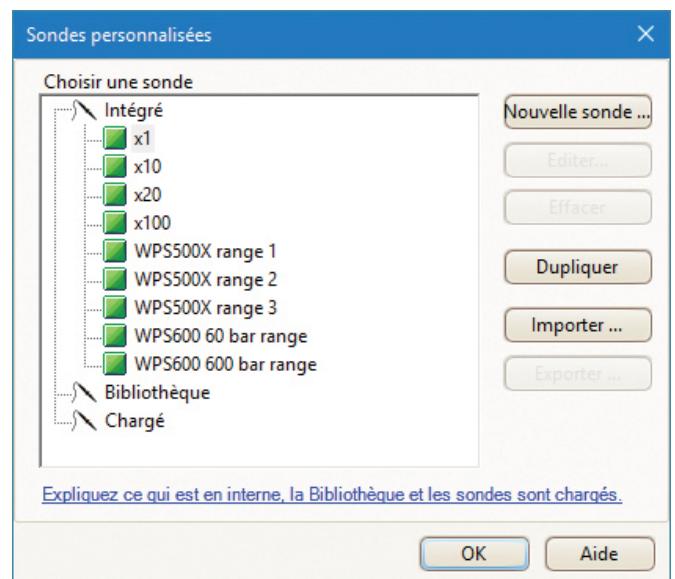 Sondes personnalisées
Choisir une sonde
Intégré
x1
x10
x20
x100
WPS500X range 1
WPS500X range 2
WPS500X range 3
WPS600 60 bar range
WPS600 600 bar range
Bibliothèque
Chargé
Nouvelle sonde ...
Editer...
Effacer
Dupliquer
Importer ...
Exporter ...
Expliquez ce qui est en interne, la Bibliothèque et les sondes sont chargés.
OK
Aide